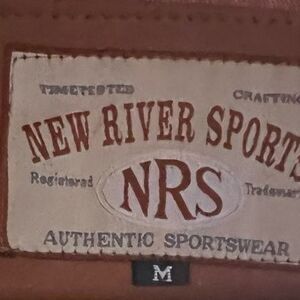 TIMETESTED CRAFTING
NEW RIVER SPORTS
Registered NRS Trademark
AUTHENTIC SPORTSWEAR
M